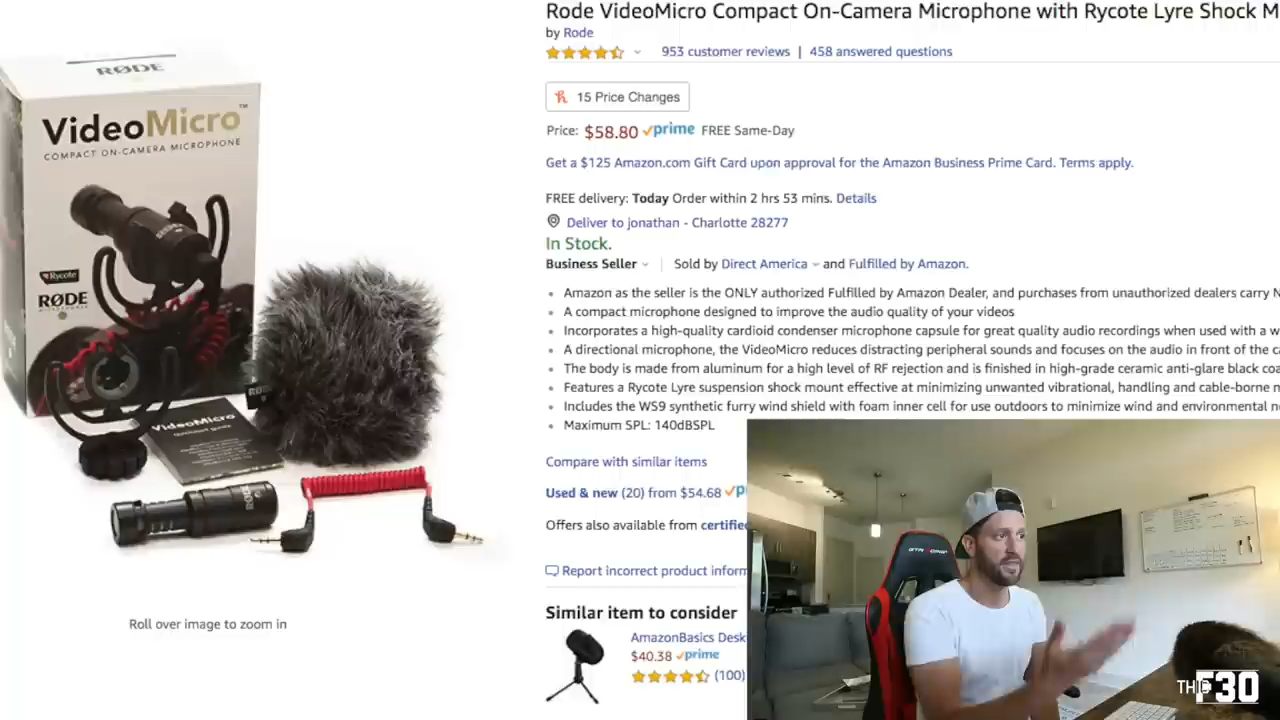 Rode VideoMicro Compact On-Camera Microphone with Rycote Lyre Shock M
by Rode
953 customer reviews | 458 answered questions
15 Price Changes
Price: $58.80 prime FREE Same-Day
Get a $125 Amazon.com Gift Card upon approval for the Amazon Business Prime Card. Terms apply.
FREE delivery: Today Order within 2 hrs 53 mins. Details
Deliver to jonathan - Charlotte 28277
In Stock.
Business Seller | Sold by Direct America and Fulfilled by Amazon.
Amazon as the seller is the ONLY authorized Fulfilled by Amazon Dealer, and purchases from unauthorized dealers carry N
A compact microphone designed to improve the audio quality of your videos
Incorporates a high-quality cardioid condenser microphone capsule for great quality audio recordings when used with a w
A directional microphone, the VideoMicro reduces distracting peripheral sounds and focuses on the audio in front of the ca
The body is made from aluminum for a high level of RF rejection and is finished in high-grade ceramic anti-glare black coa
Features a Rycote Lyre suspension shock mount effective at minimizing unwanted vibrational, handling and cable-borne n
Includes the WS9 synthetic furry wind shield with foam inner cell for use outdoors to minimize wind and environmental n
Maximum SPL: 140dBSPL
Compare with similar items
Used & new (20) from $54.68 p
Offers also available from certifie
Report incorrect product inform
Similar item to consider
AmazonBasics Desk
$40.38 prime
(100)
RØDE
VideoMicro™
COMPACT ON-CAMERA MICROPHONE
Rycote
RØDE
MICROPHONES
VideoMicro
RØDE
Roll over image to zoom in
GTRACING
F30